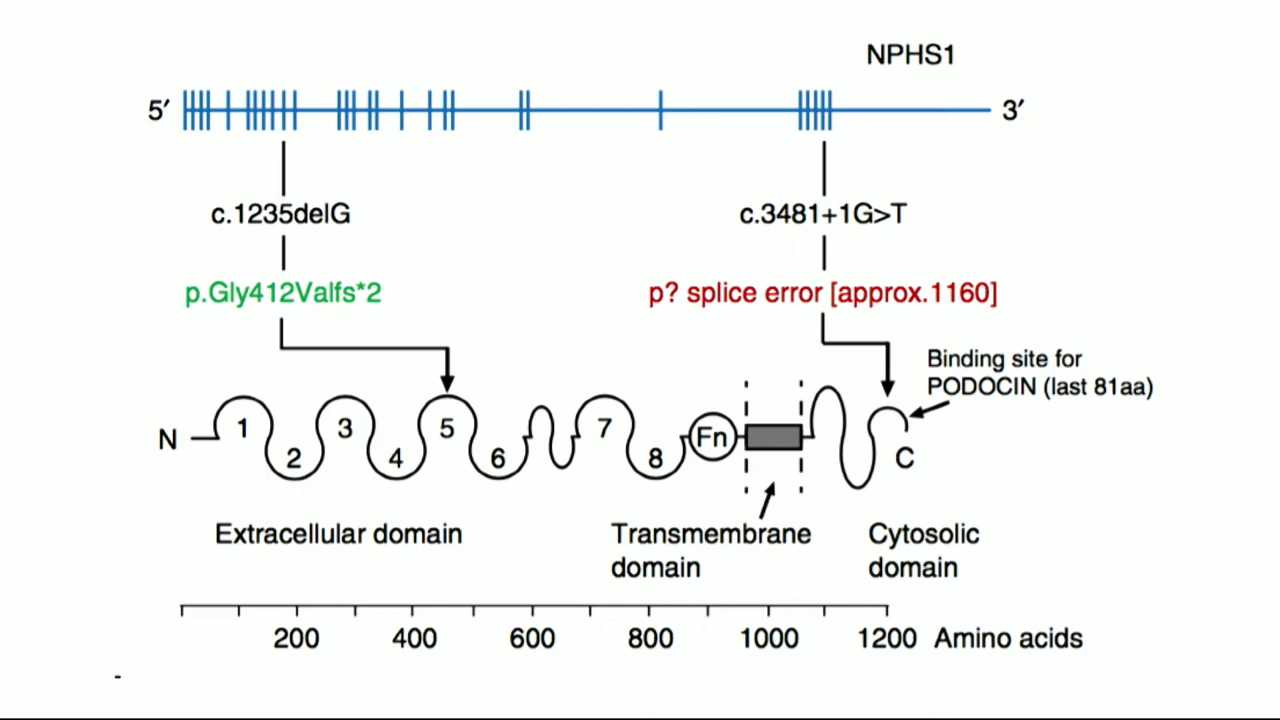 NPHS1
5′ 3′
c.1235delG c.3481+1G>T
p.Gly412Valfs*2 p? splice error [approx.1160]
Binding site for
PODOCIN (last 81aa)
N 1 2 3 4 5 6 7 8 Fn C
Extracellular domain Transmembrane Cytosolic
domain domain
200 400 600 800 1000 1200 Amino acids
-